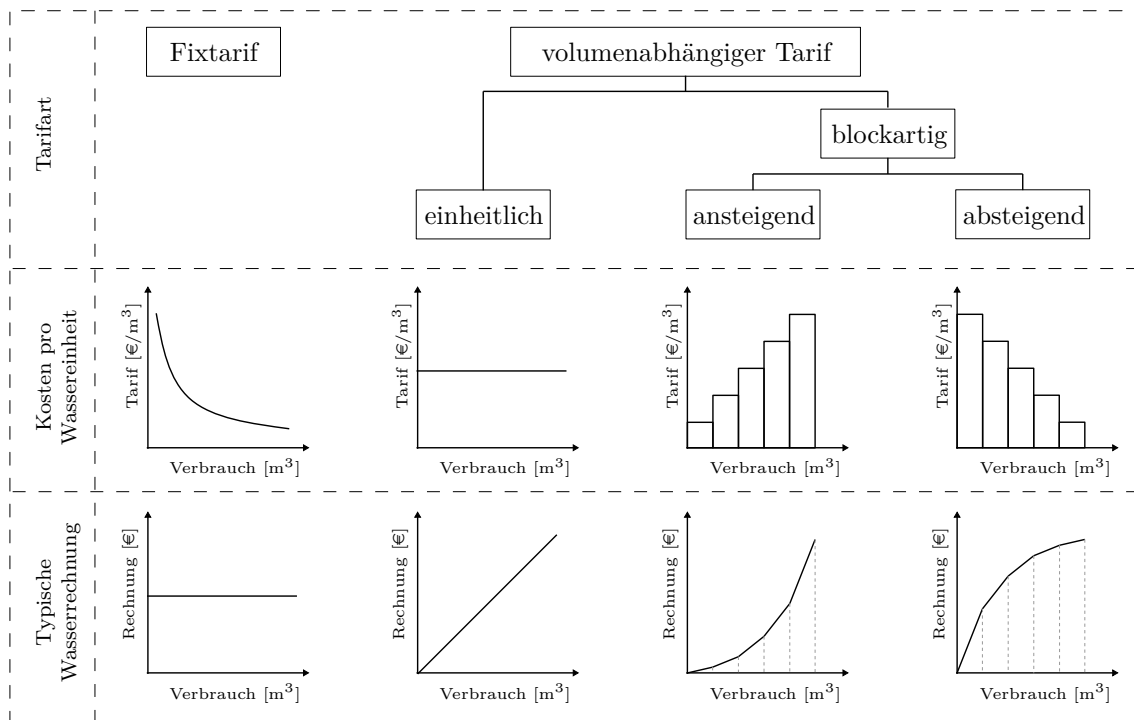 Tarifart
Fixtarif
volumenabhängiger Tarif
blockartig
einheitlich
ansteigend
absteigend
Kosten pro
Wassereinheit
Tarif [€/m³]
Verbrauch [m³]
Tarif [€/m³]
Verbrauch [m³]
Tarif [€/m³]
Verbrauch [m³]
Tarif [€/m³]
Verbrauch [m³]
Typische
Wasserrechnung
Rechnung [€]
Verbrauch [m³]
Rechnung [€]
Verbrauch [m³]
Rechnung [€]
Verbrauch [m³]
Rechnung [€]
Verbrauch [m³]